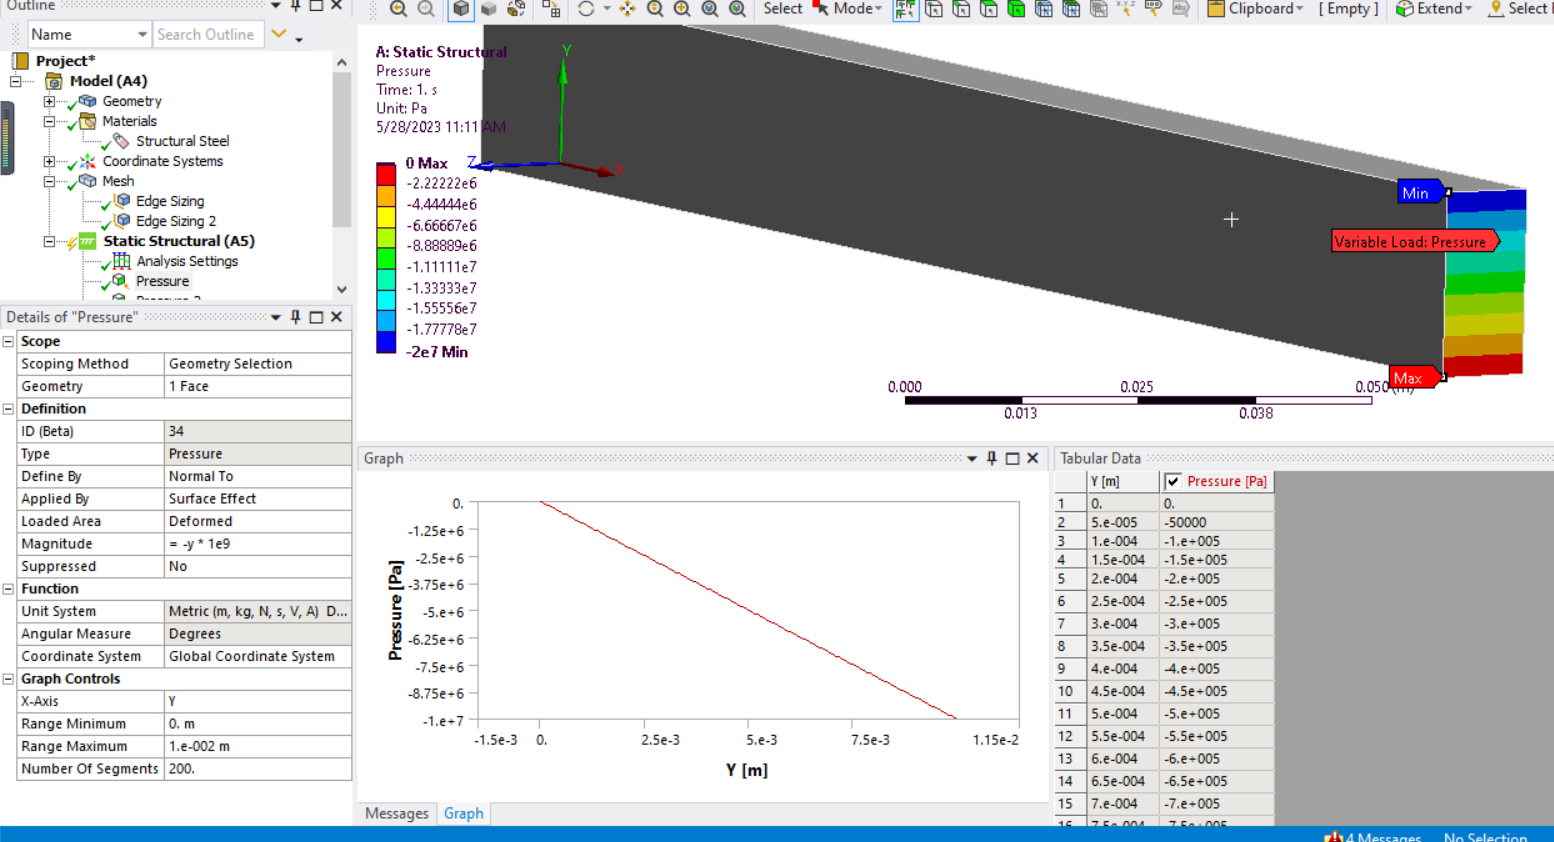 Outline
Name
Search Outline
Project*
Model (A4)
Geometry
Materials
Structural Steel
Coordinate Systems
Mesh
Edge Sizing
Edge Sizing 2
Static Structural (A5)
Analysis Settings
Pressure
Pressure 2
Details of "Pressure"
Scope
Scoping Method Geometry Selection
Geometry 1 Face
Definition
ID (Beta) 34
Type Pressure
Define By Normal To
Applied By Surface Effect
Loaded Area Deformed
Magnitude = -y * 1e9
Suppressed No
Function
Unit System Metric (m, kg, N, s, V, A) D...
Angular Measure Degrees
Coordinate System Global Coordinate System
Graph Controls
X-Axis Y
Range Minimum 0. m
Range Maximum 1.e-002 m
Number Of Segments 200.
Select Mode Clipboard [ Empty ] Extend Select
A: Static Structural
Pressure
Time: 1. s
Unit: Pa
5/28/2023 11:11 AM
0 Max
-2.22222e6
-4.44444e6
-6.66667e6
-8.88889e6
-1.11111e7
-1.33333e7
-1.55556e7
-1.77778e7
-2e7 Min
Y
Z
X
Min
Variable Load: Pressure
Max
0.000 0.025 0.050 (m)
0.013 0.038
Graph
0.
-1.25e+6
-2.5e+6
-3.75e+6
-5.e+6
-6.25e+6
-7.5e+6
-8.75e+6
-1.e+7
Pressure [Pa]
-1.5e-3 0. 2.5e-3 5.e-3 7.5e-3 1.15e-2
Y [m]
Messages Graph
Tabular Data
Y [m] Pressure [Pa]
1 0. 0.
2 5.e-005 -50000
3 1.e-004 -1.e+005
4 1.5e-004 -1.5e+005
5 2.e-004 -2.e+005
6 2.5e-004 -2.5e+005
7 3.e-004 -3.e+005
8 3.5e-004 -3.5e+005
9 4.e-004 -4.e+005
10 4.5e-004 -4.5e+005
11 5.e-004 -5.e+005
12 5.5e-004 -5.5e+005
13 6.e-004 -6.e+005
14 6.5e-004 -6.5e+005
15 7.e-004 -7.e+005
16 7.5e-004 -7.5e+005
4 Messages No Selection